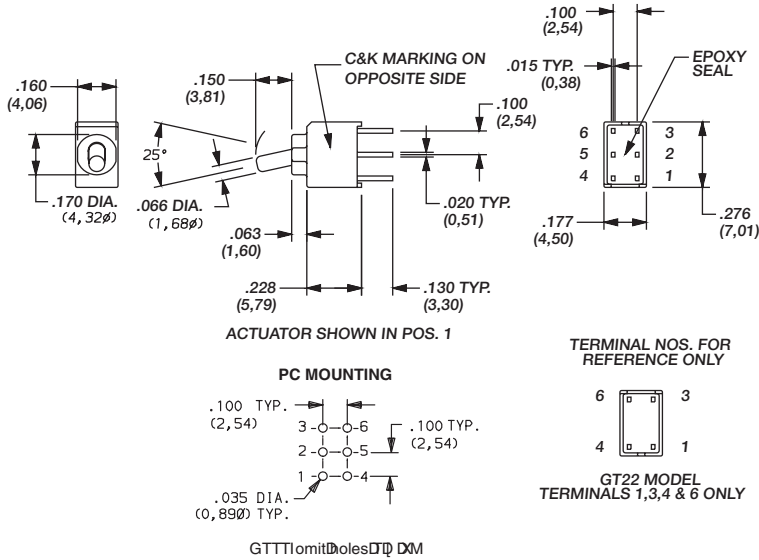 .100
(2,54)
.160
(4,06)
.150
(3,81)
C&K MARKING ON
OPPOSITE SIDE
.015 TYP.
(0,38)
EPOXY
SEAL
.100
(2,54)
25°
6 3
5 2
4 1
.170 DIA.
(4,32ø)
.066 DIA.
(1,68ø)
.020 TYP.
(0,51)
.063
(1,60)
.177
(4,50)
.276
(7,01)
.228
(5,79)
.130 TYP.
(3,30)
ACTUATOR SHOWN IN POS. 1
TERMINAL NOS. FOR
REFERENCE ONLY
PC MOUNTING
.100 TYP.
(2,54)
3 6
2 5
1 4
.100 TYP.
(2,54)
.035 DIA.
(0,89Ø) TYP.
6 3
4 1
GT22 MODEL
TERMINALS 1,3,4 & 6 ONLY